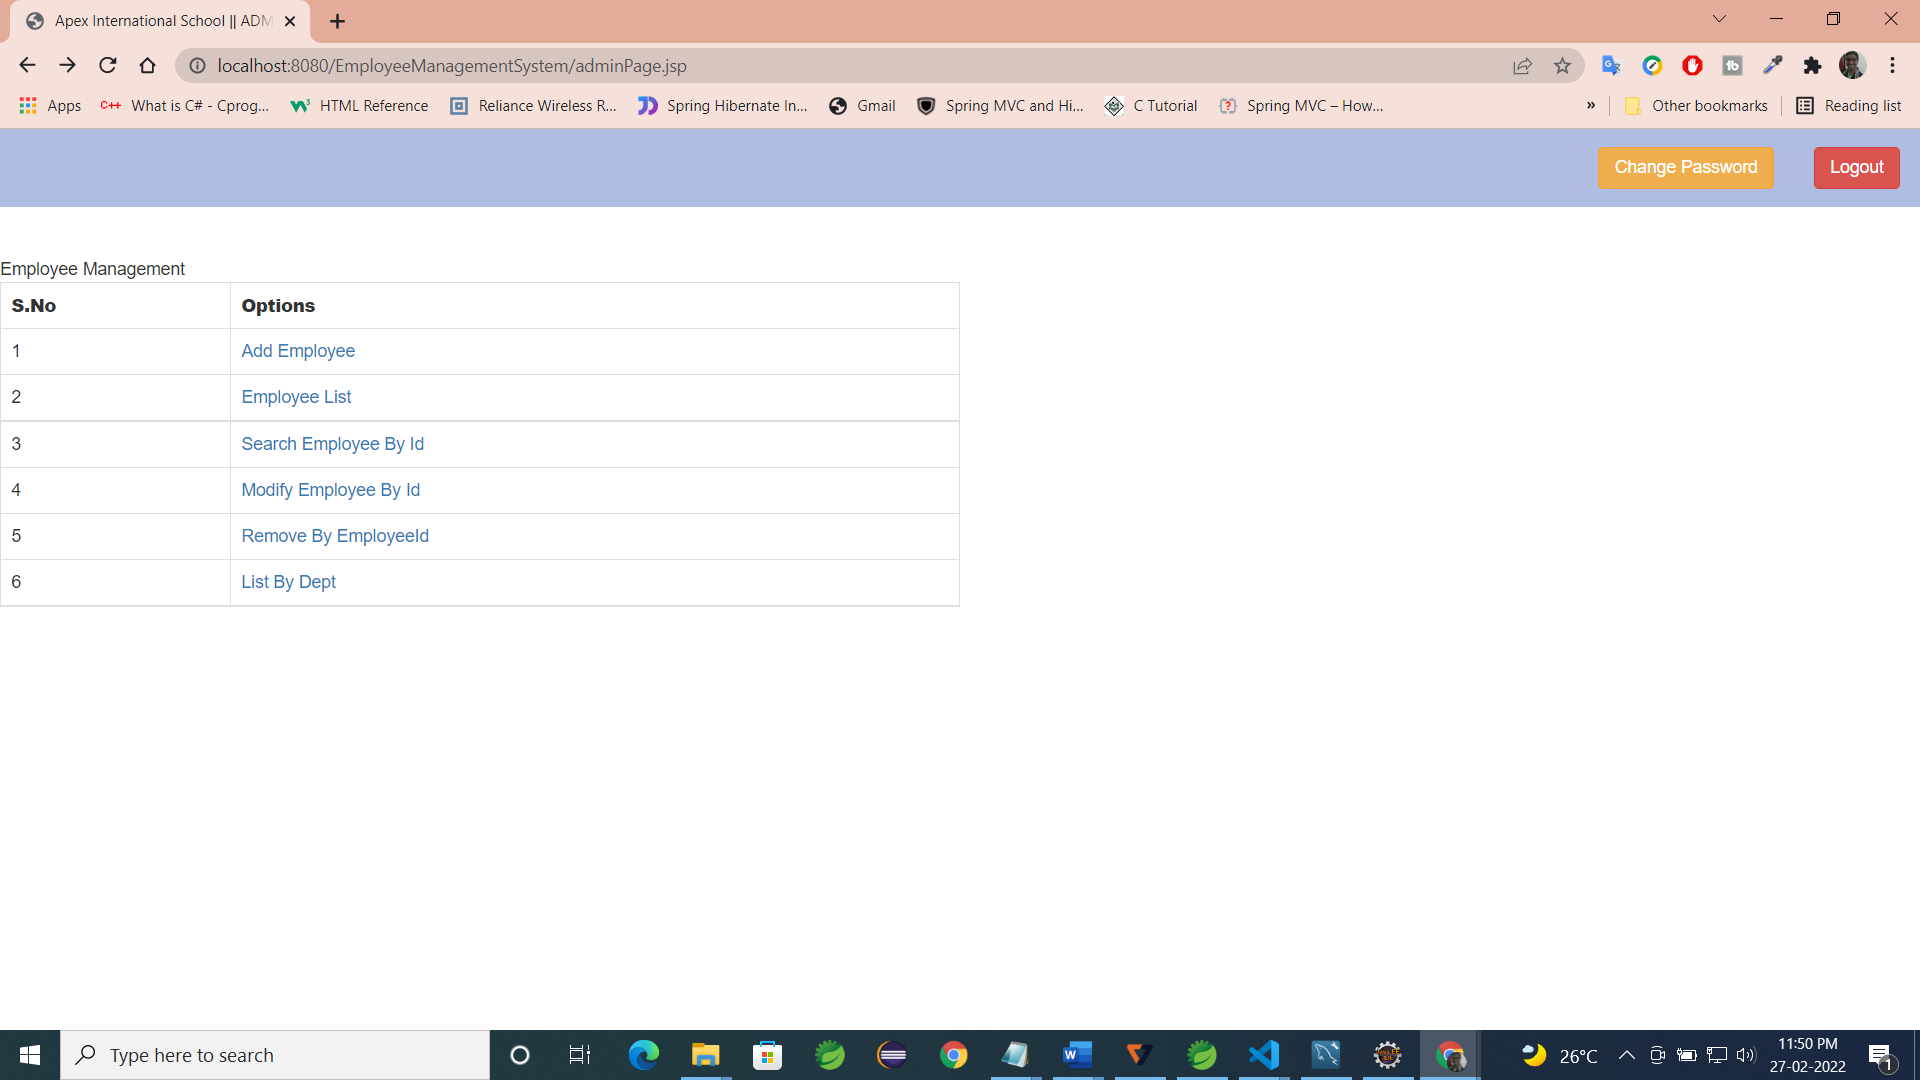 Apex International School || ADM
localhost:8080/EmployeeManagementSystem/adminPage.jsp
Apps
C++ What is C# - Cprog...
HTML Reference
Reliance Wireless R...
Spring Hibernate In...
Gmail
Spring MVC and Hi...
C Tutorial
Spring MVC – How...
»
Other bookmarks
Reading list
Change Password
Logout
Employee Management
S.No Options
1 Add Employee
2 Employee List
3 Search Employee By Id
4 Modify Employee By Id
5 Remove By EmployeeId
6 List By Dept
Type here to search
26°C
11:50 PM
27-02-2022
1